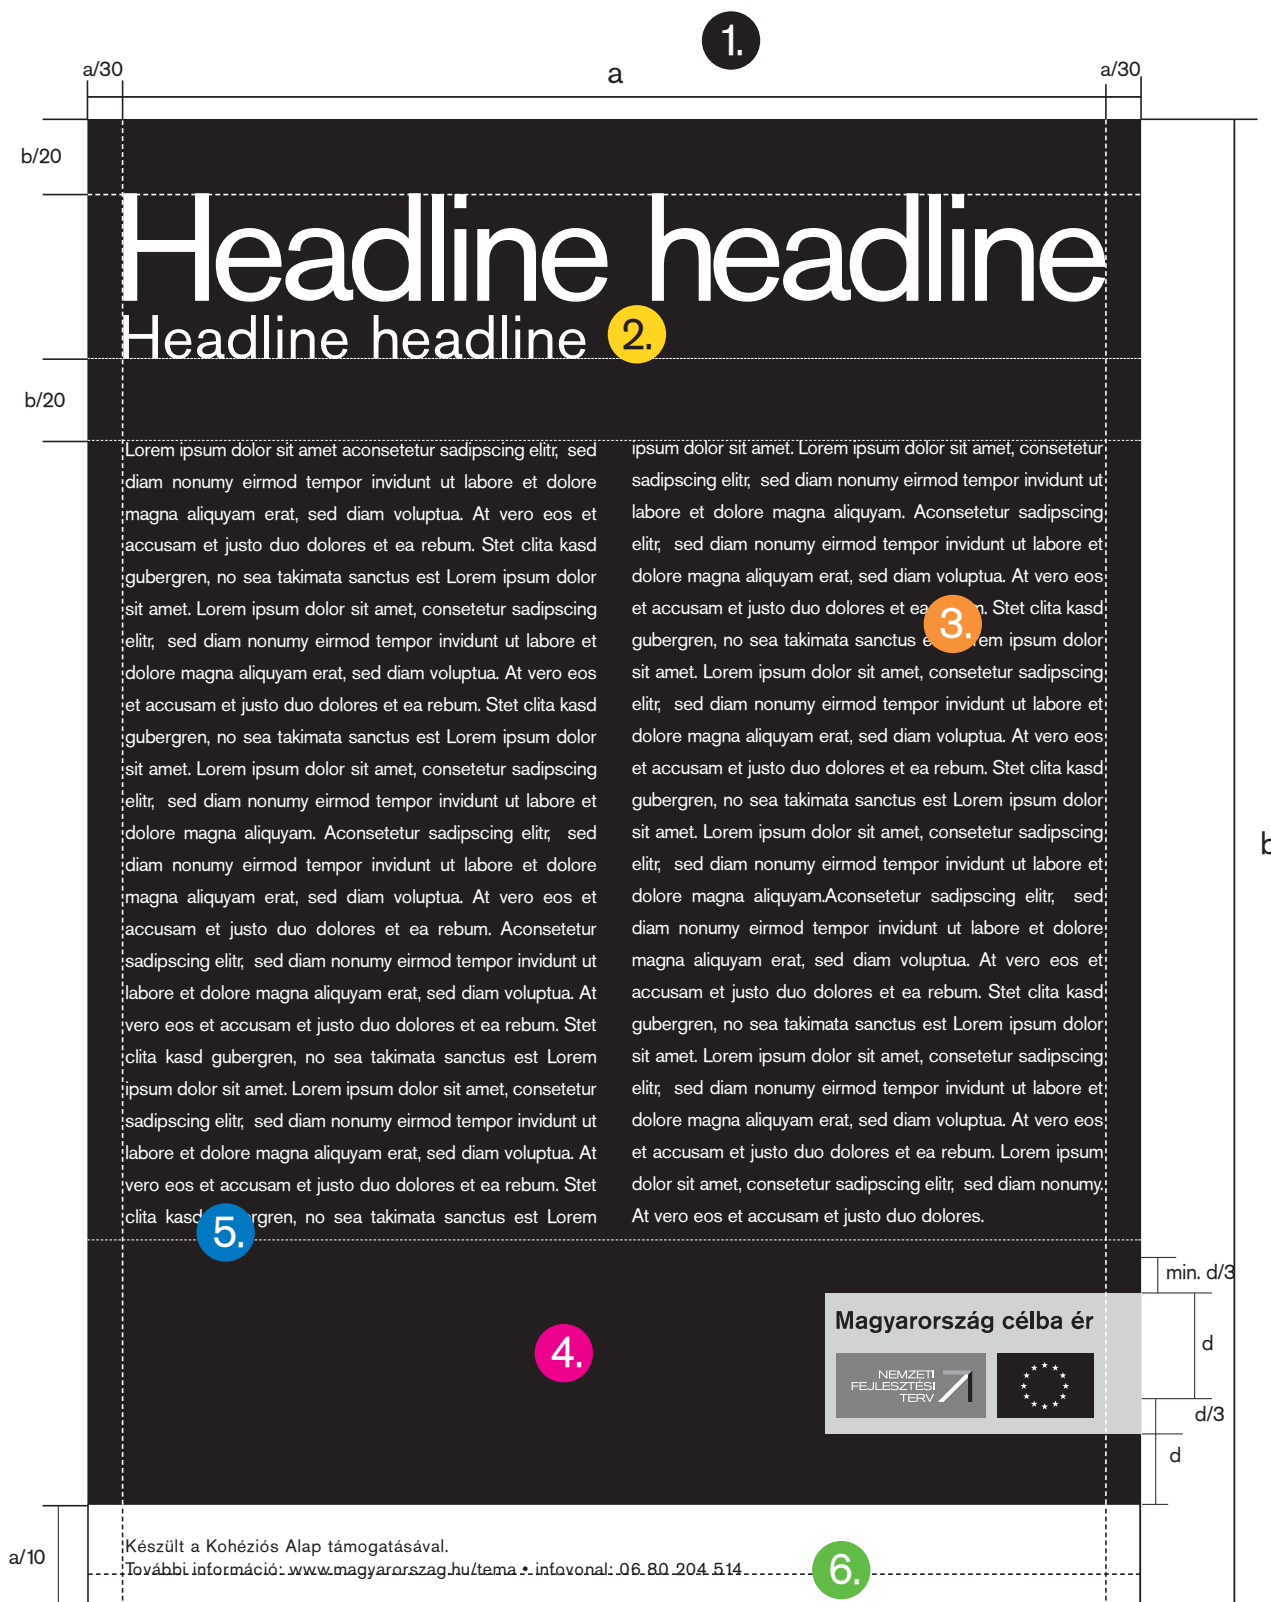 1.
a/30
a
a/30
b/20
Headline headline
Headline headline
2.
b/20
Lorem ipsum dolor sit amet aconsetetur sadipscing elitr, sed
diam nonumy eirmod tempor invidunt ut labore et dolore
magna aliquyam erat, sed diam voluptua. At vero eos et
accusam et justo duo dolores et ea rebum. Stet clita kasd
gubergren, no sea takimata sanctus est Lorem ipsum dolor
sit amet. Lorem ipsum dolor sit amet, consetetur sadipscing
elitr, sed diam nonumy eirmod tempor invidunt ut labore et
dolore magna aliquyam erat, sed diam voluptua. At vero eos
et accusam et justo duo dolores et ea rebum. Stet clita kasd
gubergren, no sea takimata sanctus est Lorem ipsum dolor
sit amet. Lorem ipsum dolor sit amet, consetetur sadipscing
elitr, sed diam nonumy eirmod tempor invidunt ut labore et
dolore magna aliquyam. Aconsetetur sadipscing elitr, sed
diam nonumy eirmod tempor invidunt ut labore et dolore
magna aliquyam erat, sed diam voluptua. At vero eos et
accusam et justo duo dolores et ea rebum. Aconsetetur
sadipscing elitr, sed diam nonumy eirmod tempor invidunt ut
labore et dolore magna aliquyam erat, sed diam voluptua. At
vero eos et accusam et justo duo dolores et ea rebum. Stet
clita kasd gubergren, no sea takimata sanctus est Lorem
ipsum dolor sit amet. Lorem ipsum dolor sit amet, consetetur
sadipscing elitr, sed diam nonumy eirmod tempor invidunt ut
labore et dolore magna aliquyam erat, sed diam voluptua. At
vero eos et accusam et justo duo dolores et ea rebum. Stet
clita kasd rgren, no sea takimata sanctus est Lorem
5.
ipsum dolor sit amet. Lorem ipsum dolor sit amet, consetetur
sadipscing elitr, sed diam nonumy eirmod tempor invidunt ut
labore et dolore magna aliquyam. Aconsetetur sadipscing
elitr, sed diam nonumy eirmod tempor invidunt ut labore et
dolore magna aliquyam erat, sed diam voluptua. At vero eos
et accusam et justo duo dolores et ea . Stet clita kasd
3.
gubergren, no sea takimata sanctus em ipsum dolor
sit amet. Lorem ipsum dolor sit amet, consetetur sadipscing
elitr, sed diam nonumy eirmod tempor invidunt ut labore et
dolore magna aliquyam erat, sed diam voluptua. At vero eos
et accusam et justo duo dolores et ea rebum. Stet clita kasd
gubergren, no sea takimata sanctus est Lorem ipsum dolor
sit amet. Lorem ipsum dolor sit amet, consetetur sadipscing
elitr, sed diam nonumy eirmod tempor invidunt ut labore et
dolore magna aliquyam.Aconsetetur sadipscing elitr, sed
diam nonumy eirmod tempor invidunt ut labore et dolore
magna aliquyam erat, sed diam voluptua. At vero eos et
accusam et justo duo dolores et ea rebum. Stet clita kasd
gubergren, no sea takimata sanctus est Lorem ipsum dolor
sit amet. Lorem ipsum dolor sit amet, consetetur sadipscing
elitr, sed diam nonumy eirmod tempor invidunt ut labore et
dolore magna aliquyam erat, sed diam voluptua. At vero eos
et accusam et justo duo dolores et ea rebum. Lorem ipsum
dolor sit amet, consetetur sadipscing elitr, sed diam nonumy.
At vero eos et accusam et justo duo dolores.
b
min. d/3
Magyarország célba ér
d
4.
NEMZETI
FEJLESZTÉSI
TERV
d/3
d
a/10
Készült a Kohéziós Alap támogatásával.
További információ: www.magyarorszag.hu/tema • infovonal: 06 80 204 514
6.